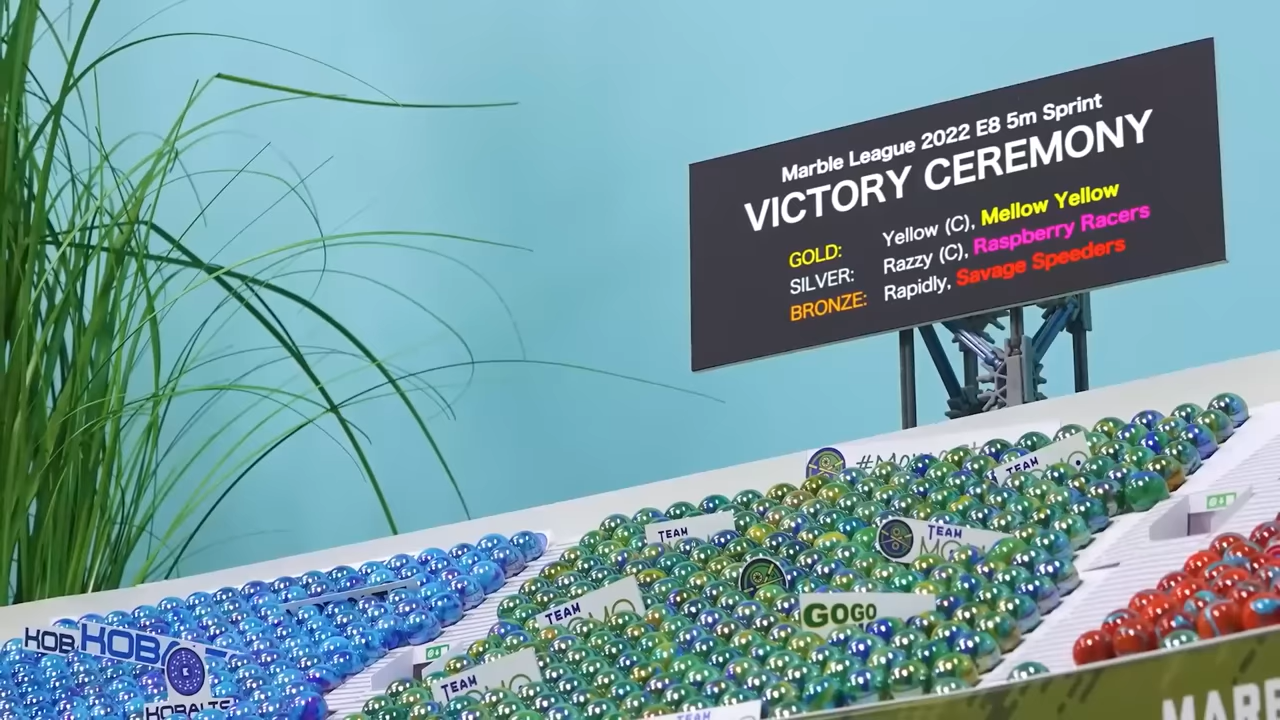 Marble League 2022 E8 5m Sprint
VICTORY CEREMONY
GOLD: Yellow (C), Mellow Yellow
SILVER: Razzy (C), Raspberry Racers
BRONZE: Rapidly, Savage Speeders
TEAM
TEAM
TEAM
TEAM
GOGO
TEAM
KOB
KOB
KOBALTS
TEAM